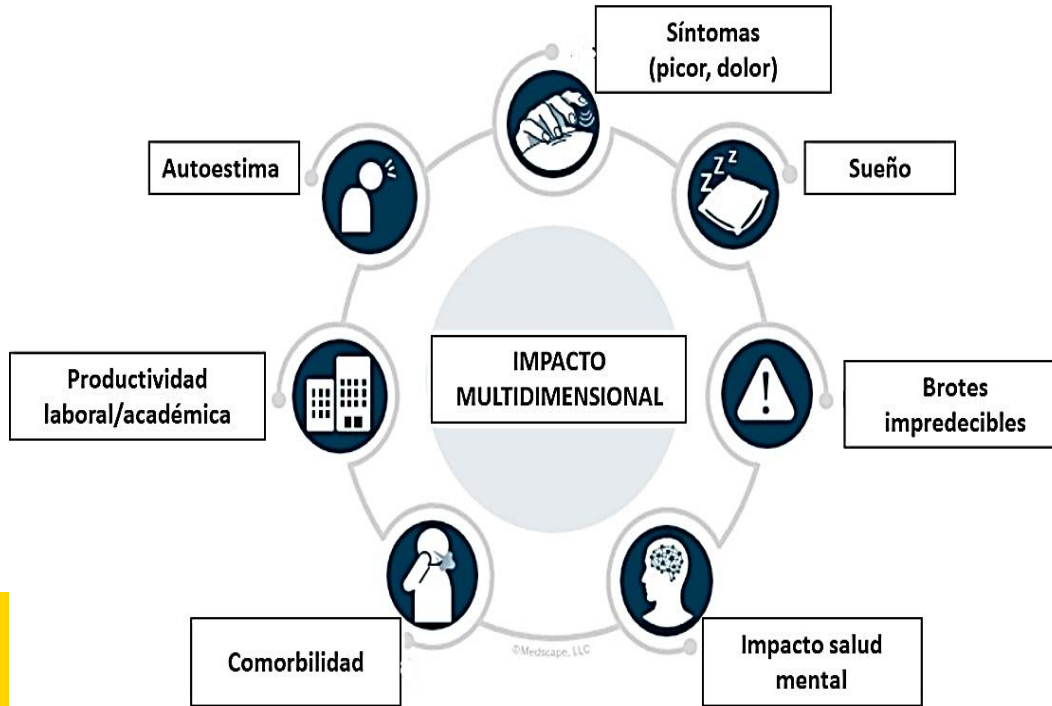 Síntomas
(picor, dolor)
Autoestima
Z Z Z Z
Sueño
Productividad
laboral/académica
IMPACTO
MULTIDIMENSIONAL
Brotes
impredecibles
Comorbilidad
©Medscape, LLC
Impacto salud
mental